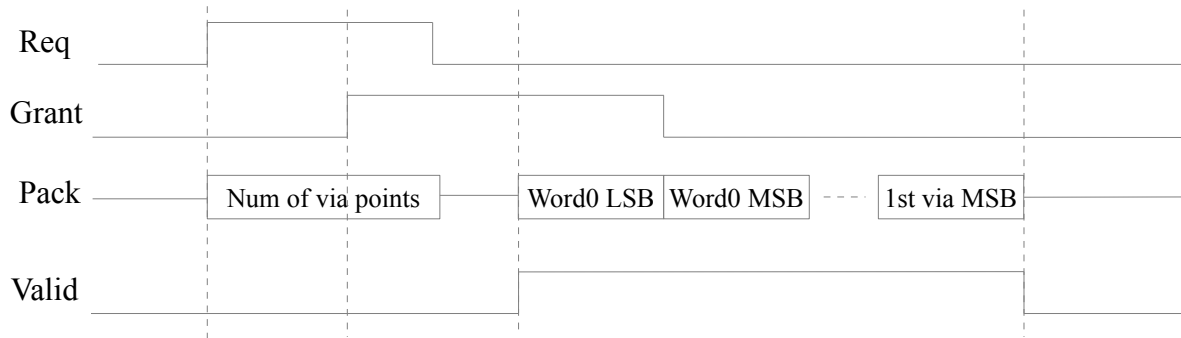 Req
Grant
Pack
Num of via points
Word0 LSB
Word0 MSB
1st via MSB
Valid